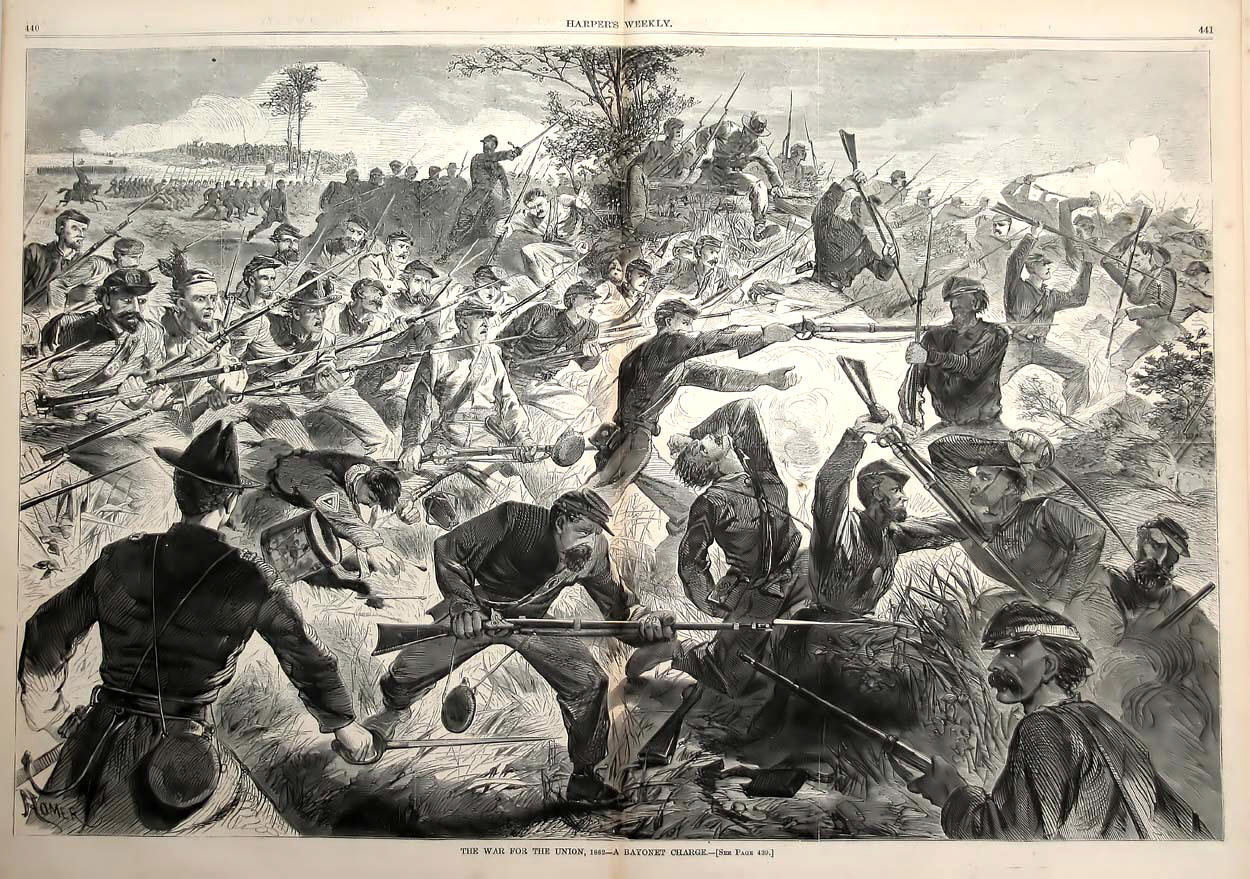 440
HARPER'S WEEKLY.
441
HOMER
THE WAR FOR THE UNION, 1862—A BAYONET CHARGE.—[SEE PAGE 439.]